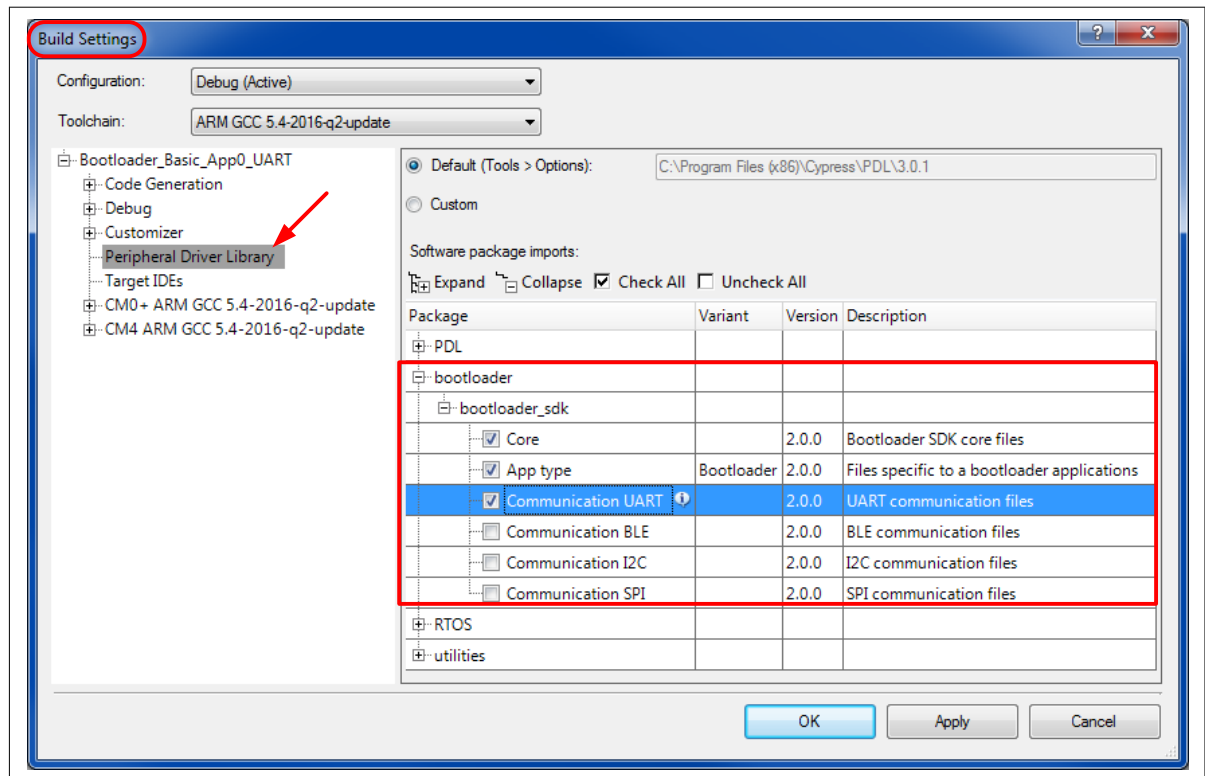 Build Settings
?
X
Configuration: Debug (Active)
Toolchain: ARM GCC 5.4-2016-q2-update
Bootloader_Basic_App0_UART
Code Generation
Debug
Customizer
Peripheral Driver Library
Target IDEs
CM0+ ARM GCC 5.4-2016-q2-update
CM4 ARM GCC 5.4-2016-q2-update
Default (Tools > Options): C:\Program Files (x86)\Cypress\PDL\3.0.1
Custom
Software package imports:
Expand Collapse Check All Uncheck All
Package Variant Version Description
PDL
bootloader
bootloader_sdk
Core 2.0.0 Bootloader SDK core files
App type Bootloader 2.0.0 Files specific to a bootloader applications
Communication UART 2.0.0 UART communication files
Communication BLE 2.0.0 BLE communication files
Communication I2C 2.0.0 I2C communication files
Communication SPI 2.0.0 SPI communication files
RTOS
utilities
OK Apply Cancel